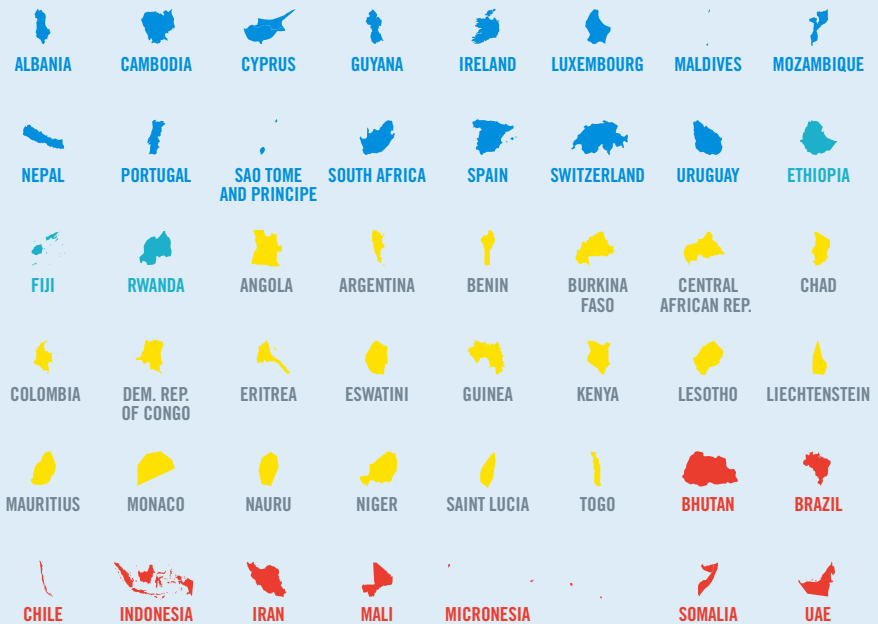 ALBANIA CAMBODIA CYPRUS GUYANA IRELAND LUXEMBOURG MALDIVES MOZAMBIQUE
NEPAL PORTUGAL SAO TOME SOUTH AFRICA SPAIN SWITZERLAND URUGUAY ETHIOPIA
AND PRINCIPE
FIJI RWANDA ANGOLA ARGENTINA BENIN BURKINA CENTRAL CHAD
FASO AFRICAN REP.
COLOMBIA DEM. REP. ERITREA ESWATINI GUINEA KENYA LESOTHO LIECHTENSTEIN
OF CONGO
MAURITIUS MONACO NAURU NIGER SAINT LUCIA TOGO BHUTAN BRAZIL
CHILE INDONESIA IRAN MALI MICRONESIA SOMALIA UAE